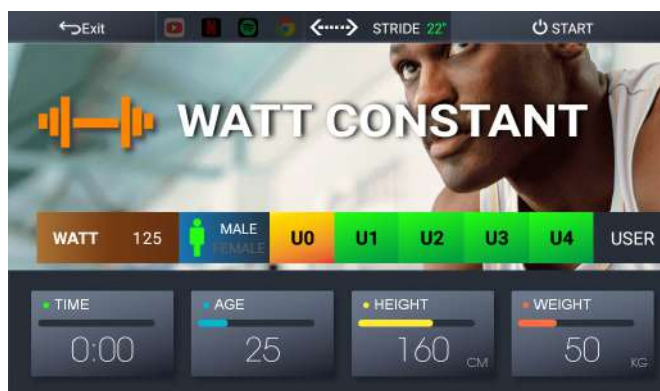 Exit STRIDE 22" START
WATT CONSTANT
WATT 125 MALE FEMALE U0 U1 U2 U3 U4 USER
TIME AGE HEIGHT WEIGHT
0:00 25 160 CM 50 KG